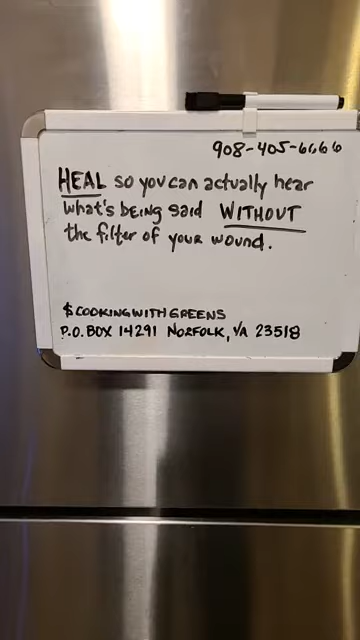 908-405-6666
HEAL so you can actually hear
what's being said WITHOUT
the filter of your wound.
$COOKINGWITHGREENS
P.O. BOX 14291 NORFOLK, VA 23518